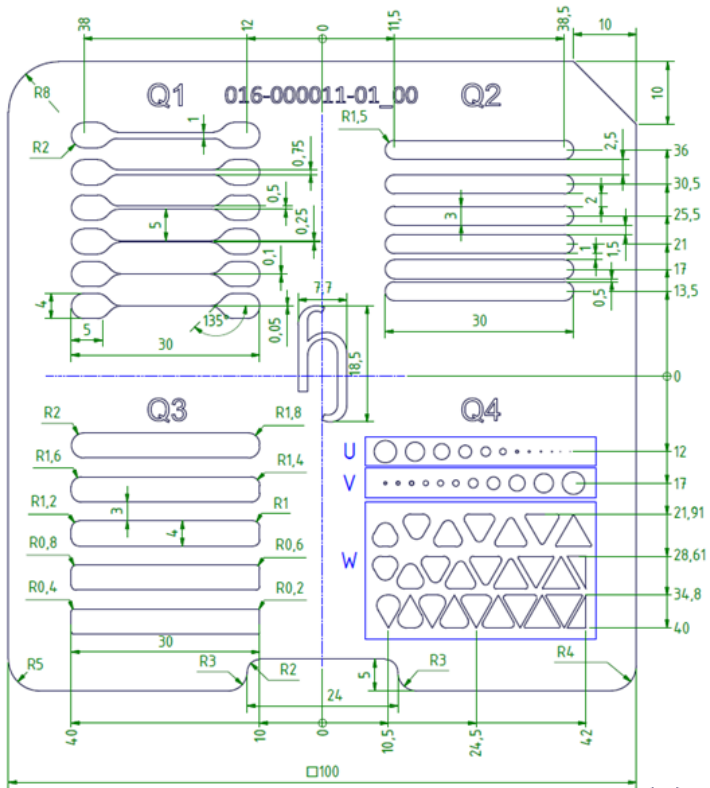 38 12 0 11,5 38,5 10
R8 Q1 016-000011-01_00 Q2 10
R1,5
R2 1 2,5 36
0,75 30,5
0,5 3 2 25,5
5 0,25 21
0,1 1 1,5 17
4 7,7 0,5 13,5
5 135° 0,05 30
30 18,5
0
Q3 Q4
R2 R1,8 U 12
R1,6 R1,4 V 17
R1,2 3 R1 21,91
4
R0,8 R0,6 W 28,61
R0,4 R0,2 34,8
30 40
R5 R3 R2 5 R3 R4
24
40 10 0 10,5 24,5 42
□100